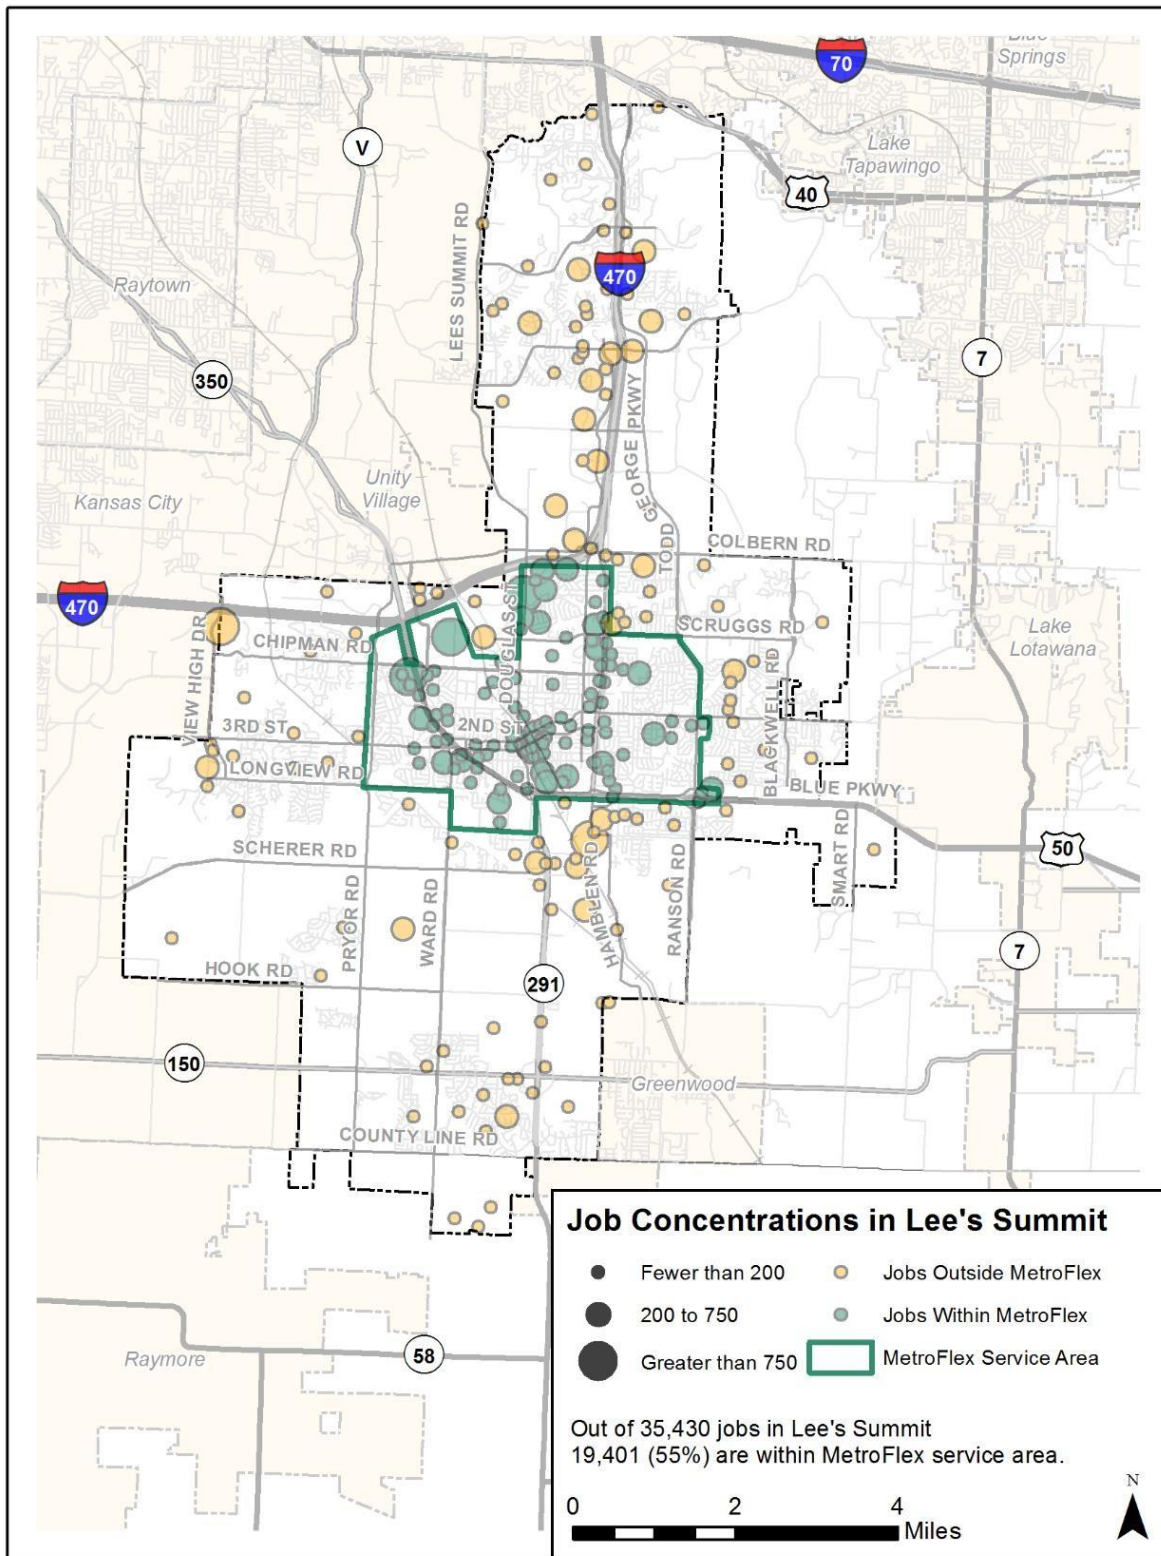 Blue
Springs
70
V
Lake
Tapawingo
40
LEES SUMMIT RD
470
Raytown
7
350
GEORGE PKWY
Unity
Village
Kansas City
TODD
COLBERN RD
470
DOUGLAS ST
SCRUGGS RD
Lake
Lotawana
VIEW HIGH DR
CHIPMAN RD
BLACKWELL RD
3RD ST
2ND ST
LONGVIEW RD
BLUE PKWY
SCHERER RD
HAMBLEN RD
RANSON RD
SMART RD
50
PRYOR RD
WARD RD
HOOK RD
7
291
150
Greenwood
COUNTY LINE RD
Raymore
58
Job Concentrations in Lee's Summit
Fewer than 200
Jobs Outside MetroFlex
200 to 750
Jobs Within MetroFlex
Greater than 750
MetroFlex Service Area
Out of 35,430 jobs in Lee's Summit
19,401 (55%) are within MetroFlex service area.
0 2 4
Miles
N